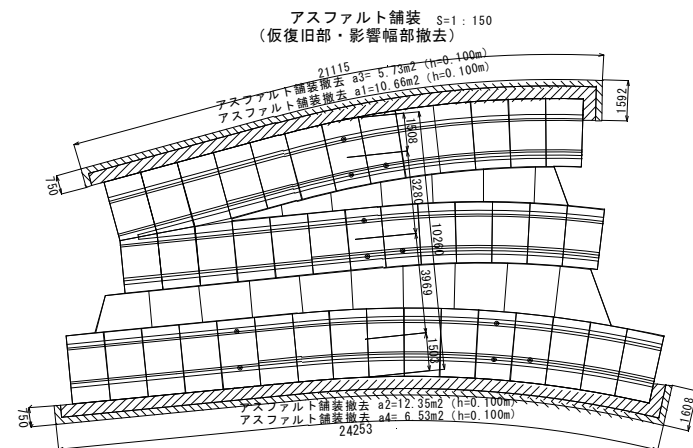 アスファルト舗装 S=1:150
(仮復旧部・影響幅部撤去)
21115
アスファルト舗装撤去 a3= 5.73m2 (h=0.100m)
アスファルト舗装撤去 a1=10.66m2 (h=0.100m)
1592
750
1508
3280
10260
3969
1503
750
アスファルト舗装撤去 a2=12.35m2 (h=0.100m)
アスファルト舗装撤去 a4= 6.53m2 (h=0.100m)
24253
1608